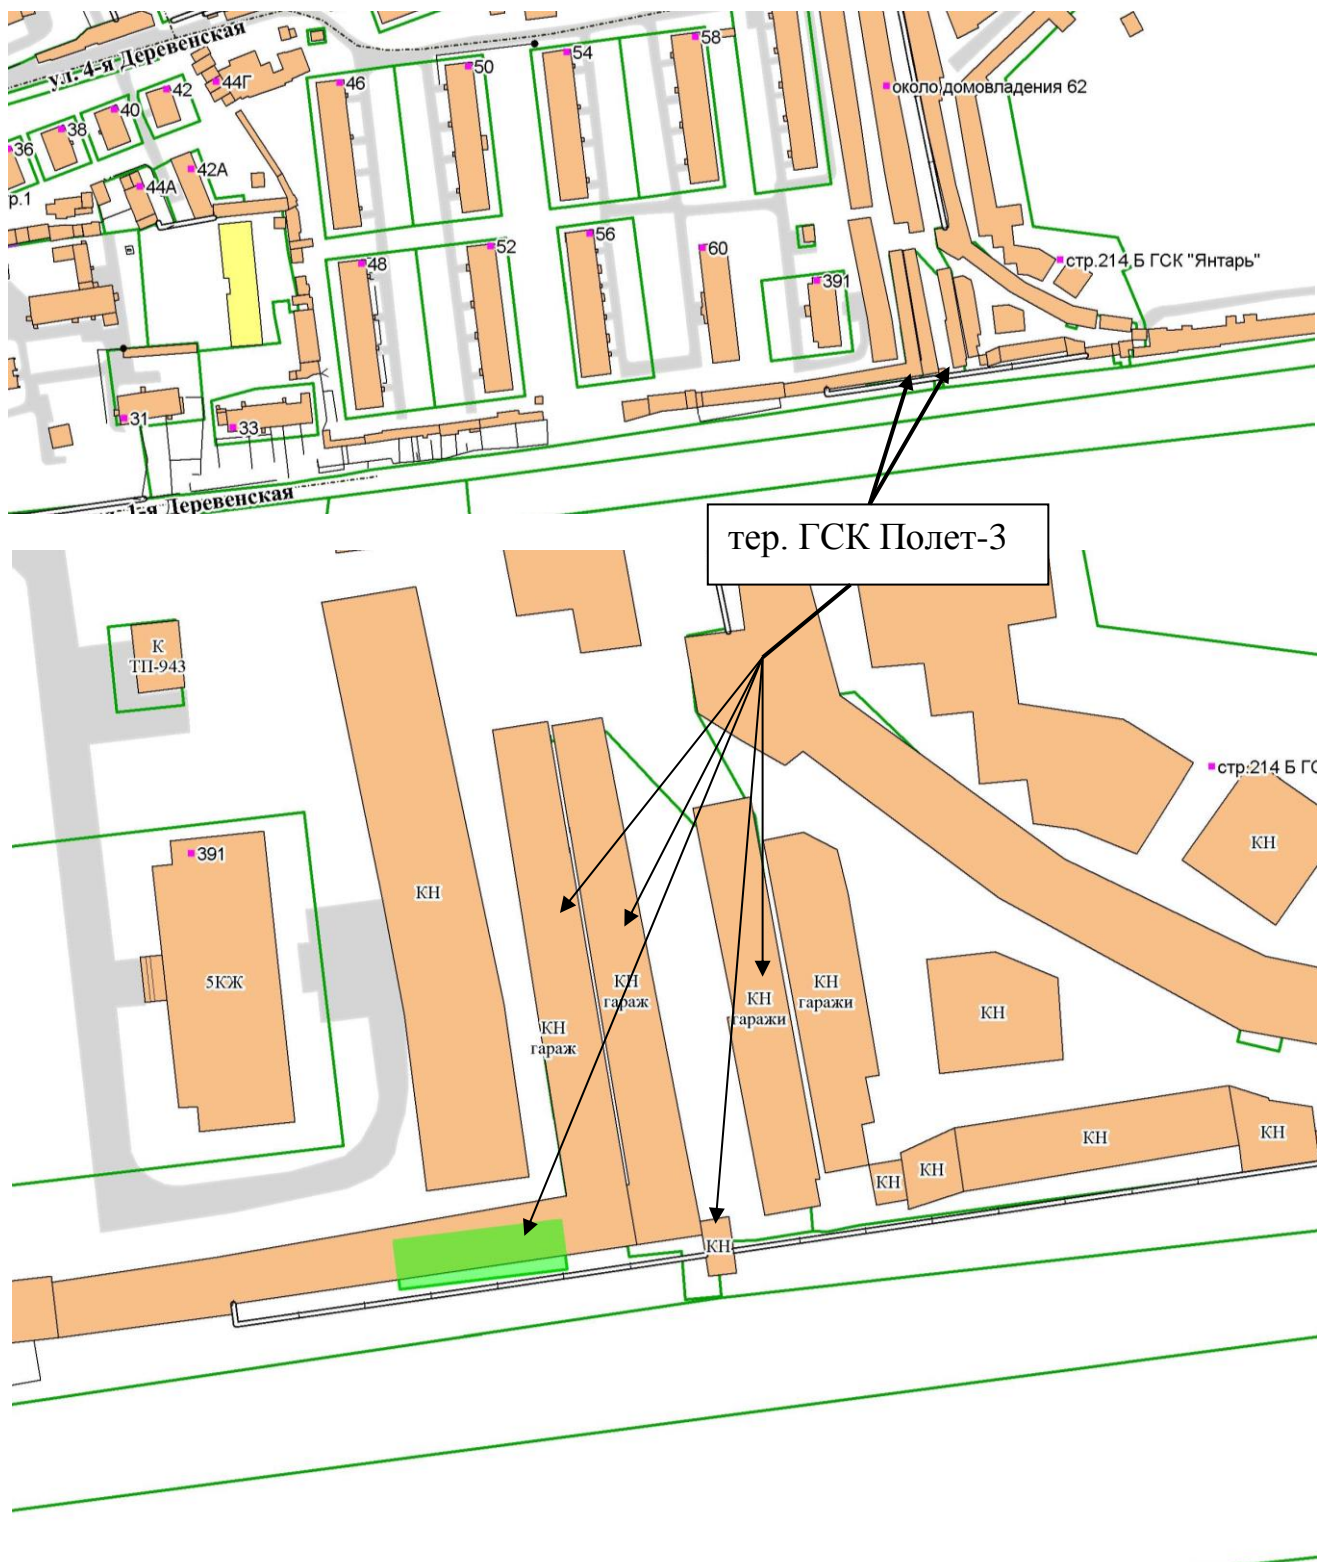 ул. 4-я Деревенская
44Г
46
50
54
58
около домовладения 62
42
40
38
36
42А
44А
р.1
56
52
60
48
391
стр.214 Б ГСК "Янтарь"
31
33
1-я Деревенская
тер. ГСК Полет-3
К
ТП-943
стр.214 Б ГС
КН
391
КН
5КЖ
КН
гараж
КН
гараж
КН
гаражи
КН
гаражи
КН
КН
КН
КН
КН
КН